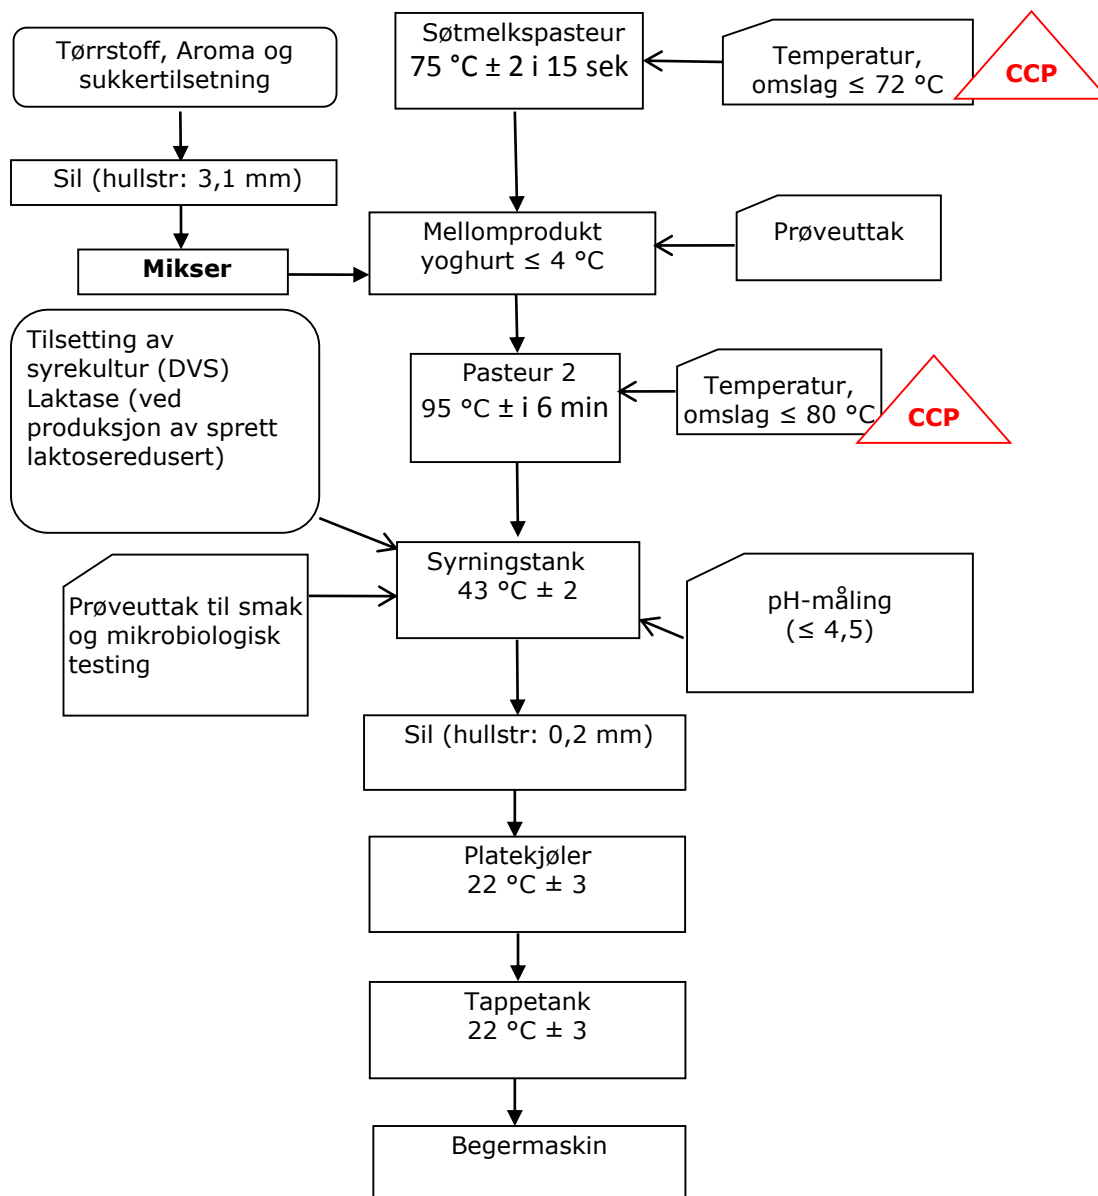 Tørrstoff, Aroma og
sukkertilsetning
Søtmelkspasteur
75 °C ± 2 i 15 sek
Temperatur,
omslag ≤ 72 °C
CCP
Sil (hullstr: 3,1 mm)
Mikser
Mellomprodukt
yoghurt ≤ 4 °C
Prøveuttak
Tilsetting av
syrekultur (DVS)
Laktase (ved
produksjon av sprett
laktoseredusert)
Pasteur 2
95 °C ± i 6 min
Temperatur,
omslag ≤ 80 °C
CCP
Syrningstank
43 °C ± 2
Prøveuttak til smak
og mikrobiologisk
testing
pH-måling
(≤ 4,5)
Sil (hullstr: 0,2 mm)
Platekjøler
22 °C ± 3
Tappetank
22 °C ± 3
Begermaskin